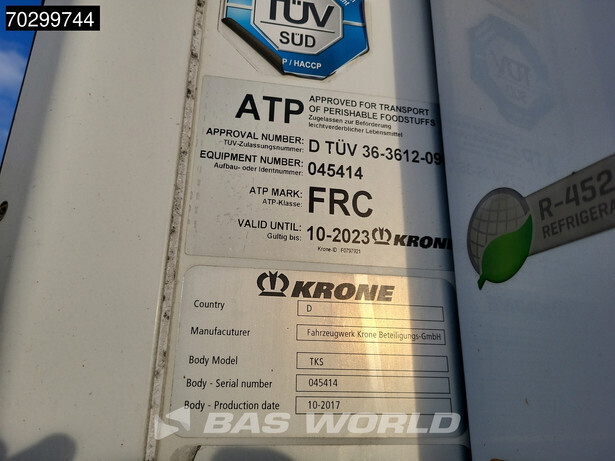 70299744
TÜV
SÜD
P / HACCP
ATP
APPROVED FOR TRANSPORT
OF PERISHABLE FOODSTUFFS
Zugelassen zur Beförderung
leichtverderblicher Lebensmittel
APPROVAL NUMBER: D TÜV 36-3612-09
TÜV-Zulassungsnummer:
EQUIPMENT NUMBER: 045414
Aufbau- oder Identnummer:
ATP MARK: FRC
ATP-Klasse:
VALID UNTIL: 10-2023 KRONE
Gültig bis:
Krone-ID F0797921
R-452
REFRIGERA
KRONE
Country D
Manufacuturer Fahrzeugwerk Krone Beteiligungs-GmbH
Body Model TKS
Body - Serial number 045414
Body - Production date 10-2017
BAS WORLD